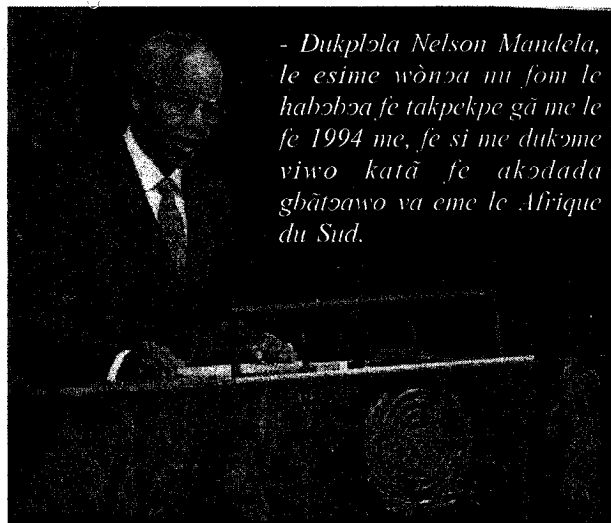 - Dukplɔla Nelson Mandela,
le esime wònɔa nu fom le
habɔbɔa fe takpekpe gã me le
fe 1994 me, fe si me dukɔme
viwo katã fe akɔdada
gbãtɔawo va eme le Afrique
du Sud.